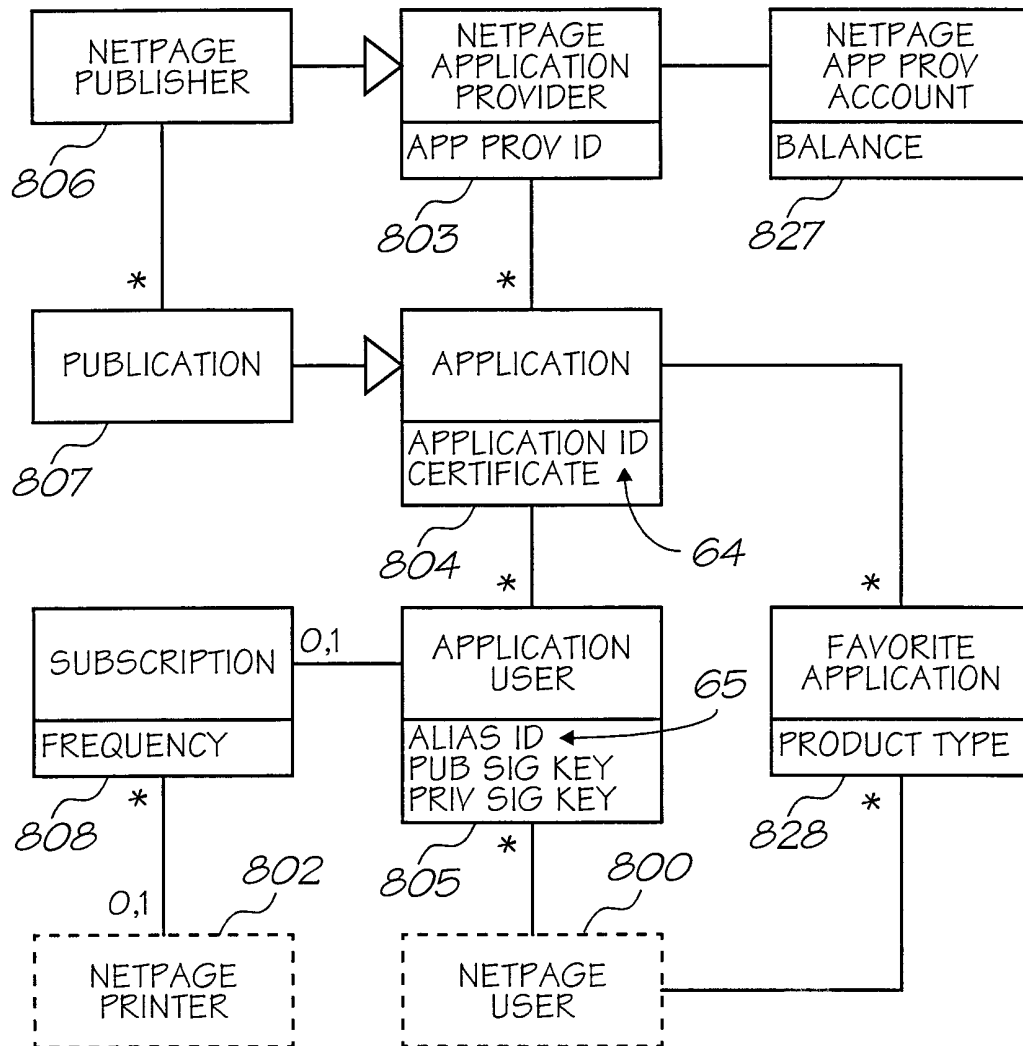 NETPAGE
PUBLISHER
806
NETPAGE
APPLICATION
PROVIDER
APP PROV ID
803
NETPAGE
APP PROV
ACCOUNT
BALANCE
827
*
*
PUBLICATION
807
APPLICATION
APPLICATION ID
CERTIFICATE
804
64
*
*
SUBSCRIPTION
FREQUENCY
808
*
0,1
APPLICATION
USER
ALIAS ID
PUB SIG KEY
PRIV SIG KEY
805
*
65
FAVORITE
APPLICATION
PRODUCT TYPE
828
*
0,1
802
NETPAGE
PRINTER
800
NETPAGE
USER